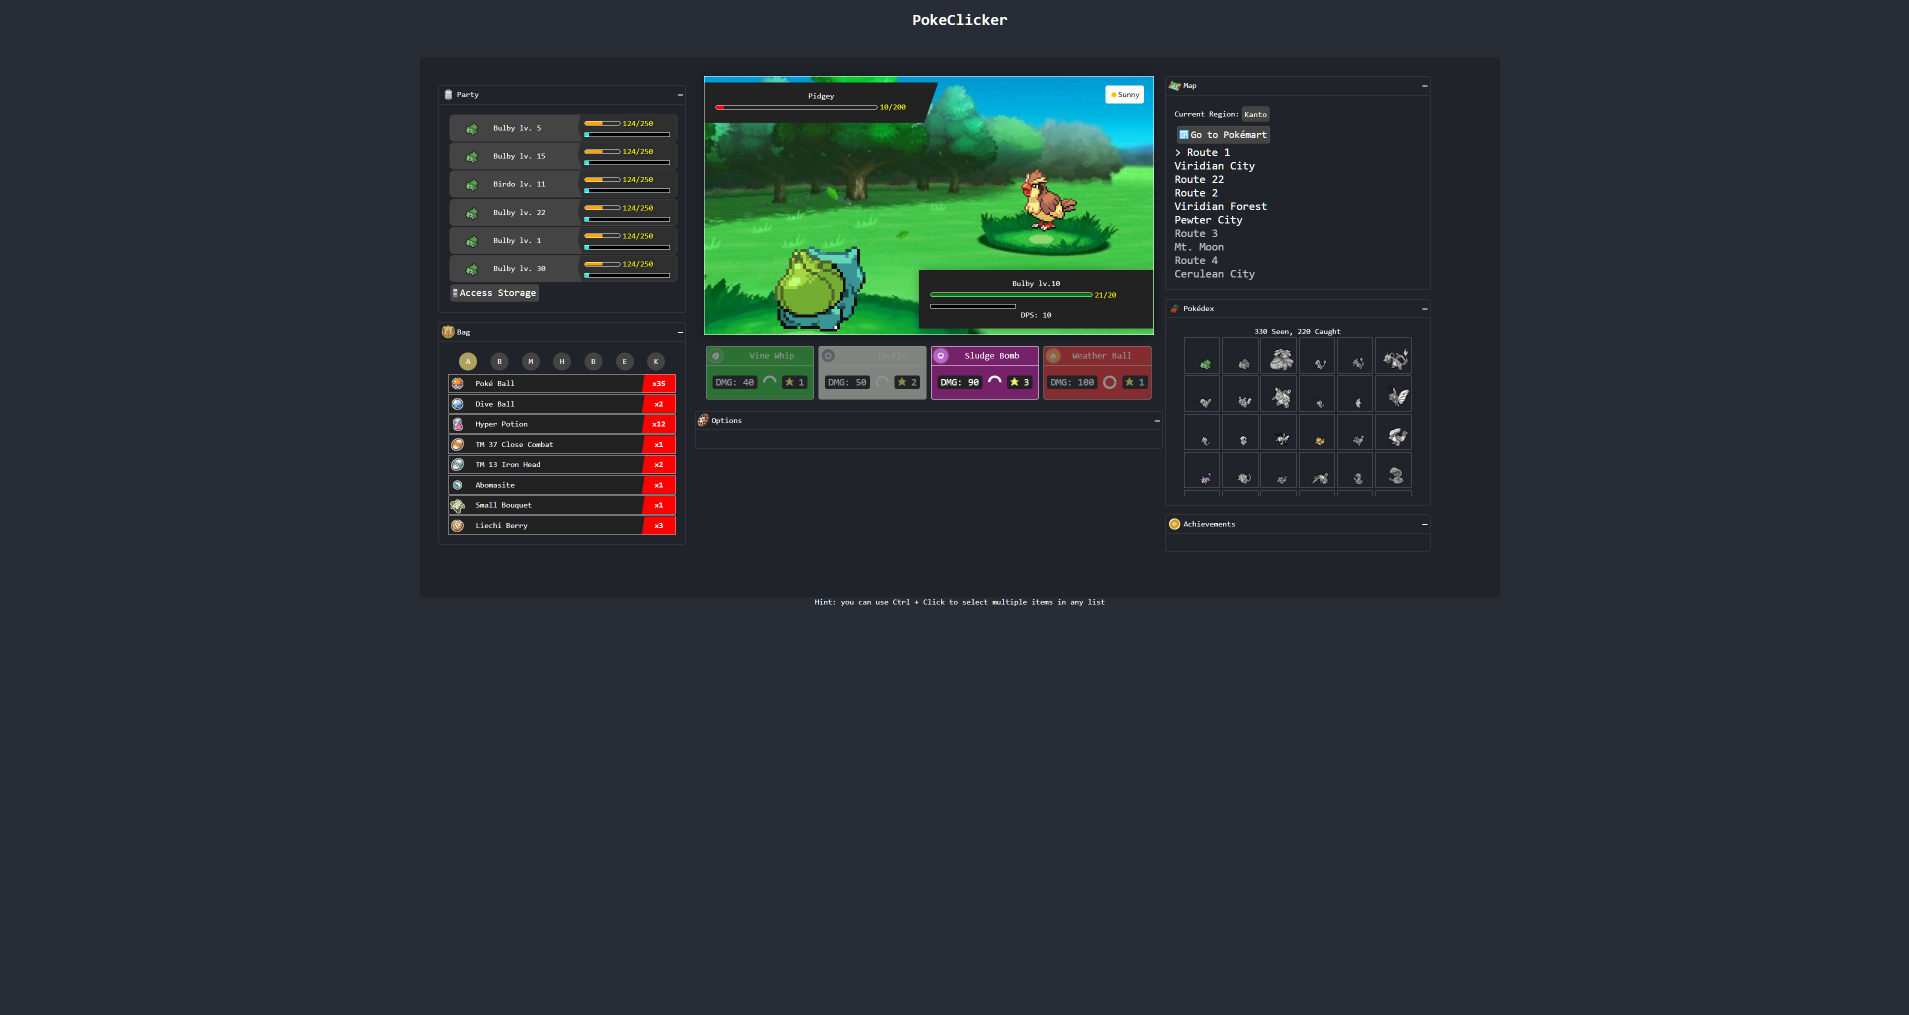 PokeClicker
Party
Bulby lv. 5
124/250
Bulby lv. 15
124/250
Birdo lv. 11
124/250
Bulby lv. 22
124/250
Bulby lv. 1
124/250
Bulby lv. 30
124/250
Access Storage
Bag
A B M H B E K
Poké Ball x35
Dive Ball x2
Hyper Potion x12
TM 37 Close Combat x1
TM 13 Iron Head x2
Abomasite x1
Small Bouquet x1
Liechi Berry x3
Pidgey
10/200
Sunny
Bulby lv.10
21/20
DPS: 10
Vine Whip
DMG: 40 1
Tackle
DMG: 50 2
Sludge Bomb
DMG: 90 3
Weather Ball
DMG: 100 1
Options
Map
Current Region: Kanto
Go to Pokémart
> Route 1
Viridian City
Route 22
Route 2
Viridian Forest
Pewter City
Route 3
Mt. Moon
Route 4
Cerulean City
Pokédex
330 Seen, 220 Caught
Achievements
Hint: you can use Ctrl + Click to select multiple items in any list